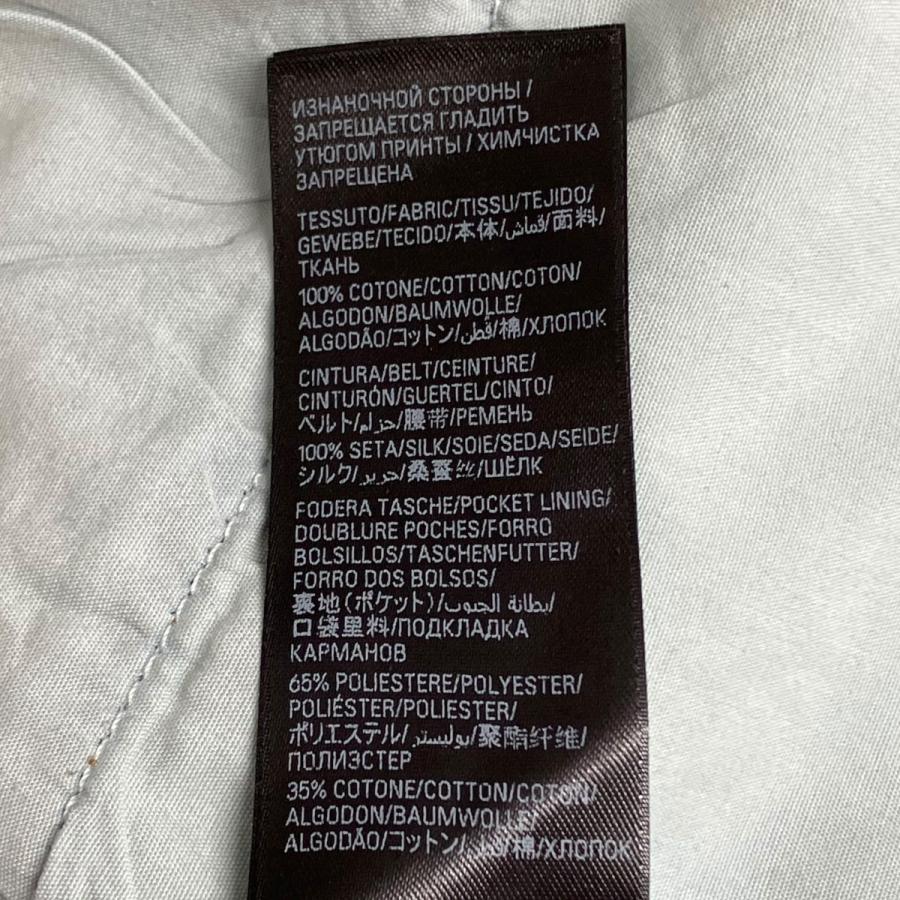 ИЗНАНОЧНОЙ СТОРОНЫ /
ЗАПРЕЩАЕТСЯ ГЛАДИТЬ
УТЮГОМ ПРИНТЫ / ХИМЧИСТКА
ЗАПРЕЩЕНА
TESSUTO/FABRIC/TISSU/TEJIDO/
GEWEBE/TECIDO/本体/قماش/面料/
ТКАНЬ
100% COTONE/COTTON/COTON/
ALGODON/BAUMWOLLE/
ALGODÃO/コットン/قطن/棉/ХЛОПОК
CINTURA/BELT/CEINTURE/
CINTURÓN/GUERTEL/CINTO/
ベルト/حزام/腰带/РЕМЕНЬ
100% SETA/SILK/SOIE/SEDA/SEIDE/
シルク/حرير/桑蚕丝/ШЁЛК
FODERA TASCHE/POCKET LINING/
DOUBLURE POCHES/FORRO
BOLSILLOS/TASCHENFUTTER/
FORRO DOS BOLSOS/
裏地(ポケット)/بطانة الجنوب/
口袋里料/ПОДКЛАДКА
КАРМАНОВ
65% POLIESTERE/POLYESTER/
POLIÉSTER/POLIESTER/
ポリエステル/بوليستر/聚酯纤维/
ПОЛИЭСТЕР
35% COTONE/COTTON/COTON/
ALGODON/BAUMWOLLE/
ALGODÃO/コットン/قطن/棉/ХЛОПОК